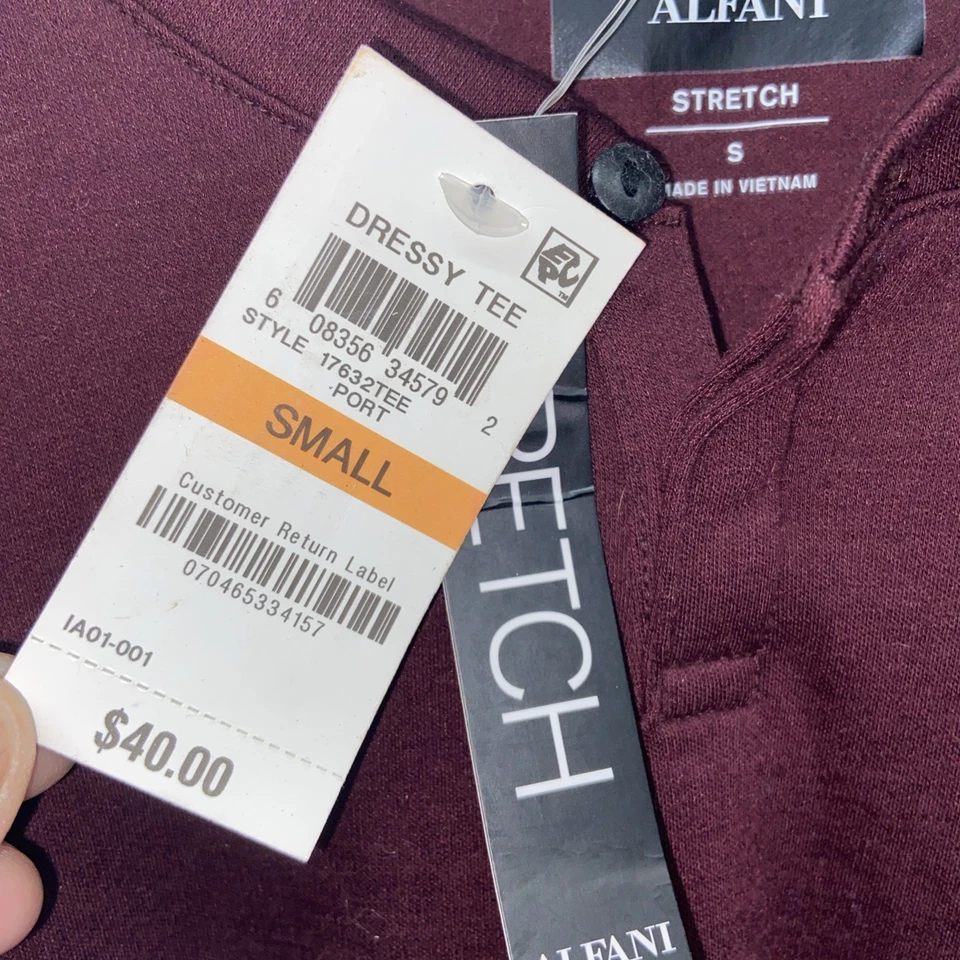 ALFANI
STRETCH
S
MADE IN VIETNAM
DRESSY TEE
6 08356 34579 2
STYLE 17632TEE
PORT
SMALL
Customer Return Label
070465334157
IA01-001
$40.00
RETCH
ALFANI